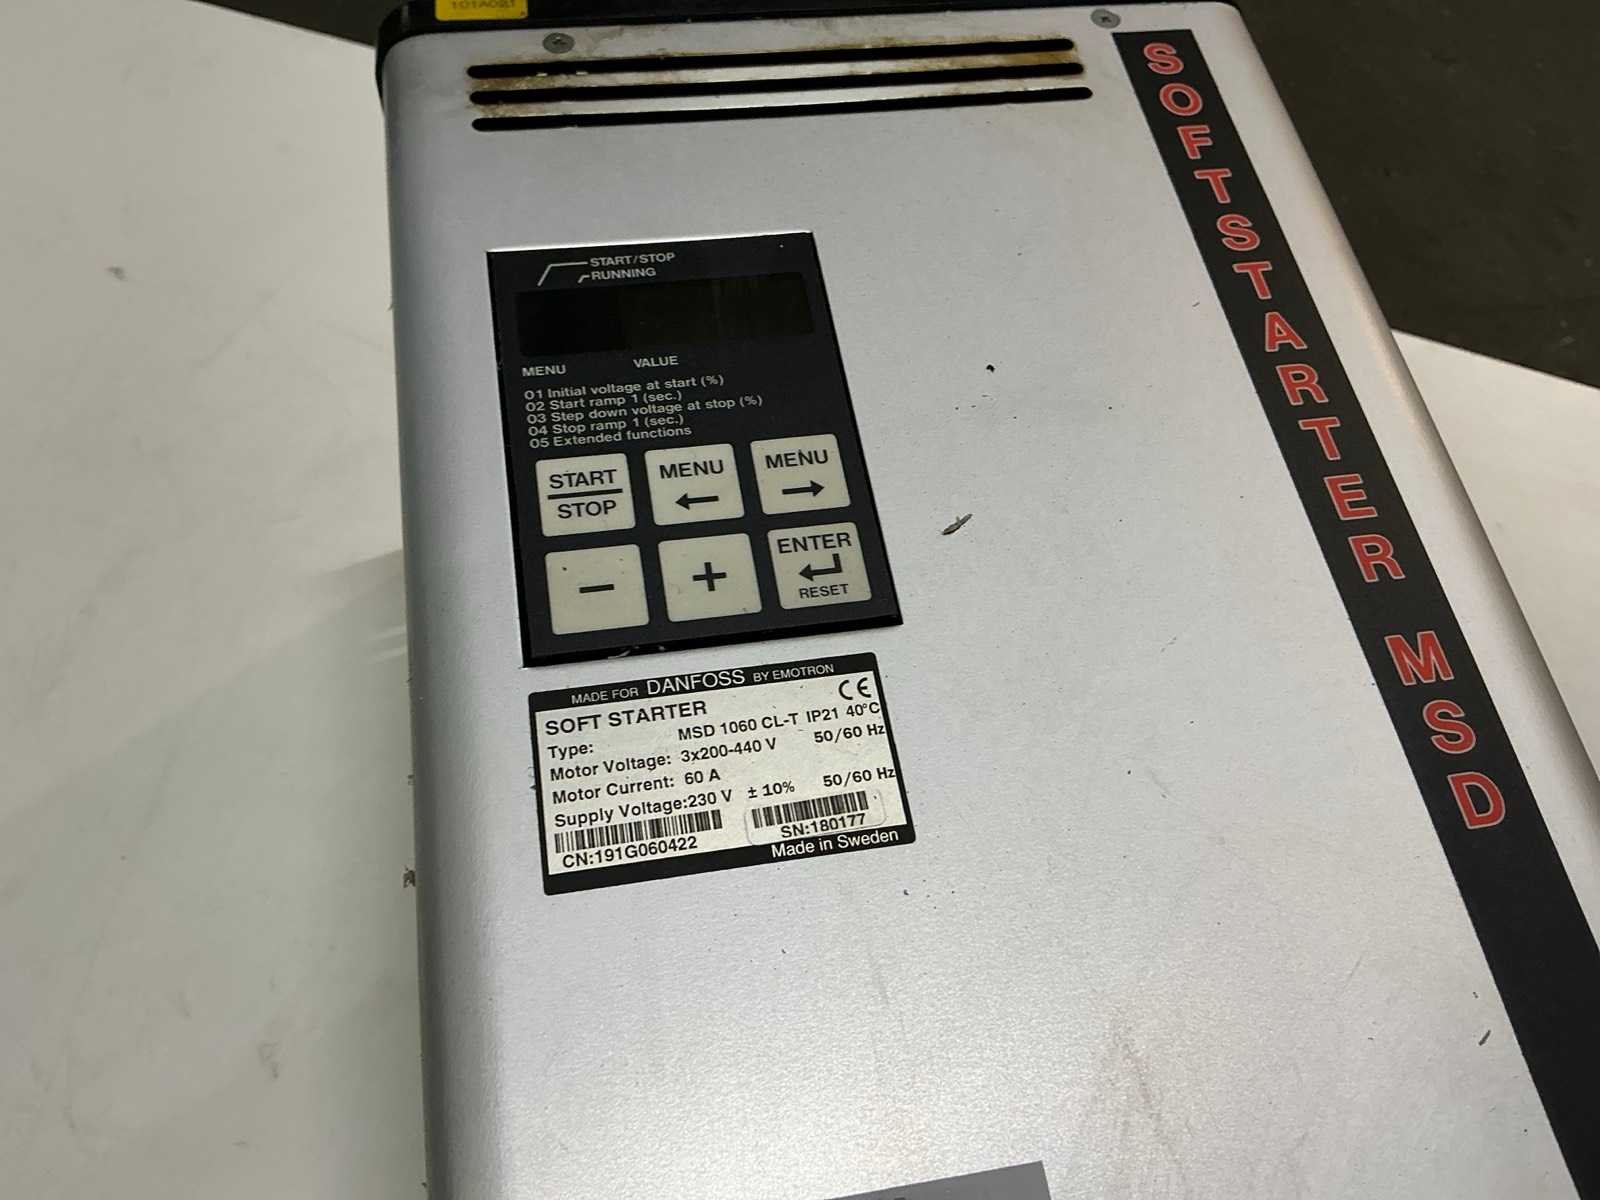 101A021
SOFTSTARTER MSD
START/STOP
RUNNING
MENU VALUE
01 Initial voltage at start (%)
02 Start ramp 1 (sec.)
03 Step down voltage at stop (%)
04 Stop ramp 1 (sec.)
05 Extended functions
START
STOP
MENU
←
MENU
→
−
+
ENTER
↵
RESET
MADE FOR DANFOSS BY EMOTRON
SOFT STARTER CE
Type: MSD 1060 CL-T IP21 40°C
Motor Voltage: 3x200-440 V 50/60 Hz
Motor Current: 60 A
Supply Voltage:230 V ± 10% 50/60 Hz
CN:191G060422 SN:180177
Made in Sweden